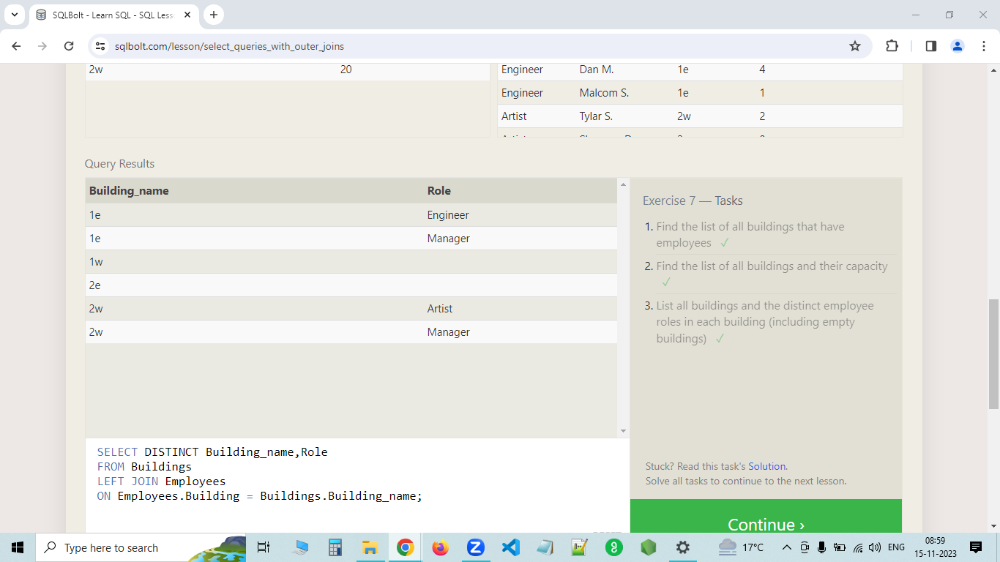 SQLBolt - Learn SQL - SQL Less
sqlbolt.com/lesson/select_queries_with_outer_joins
2w 20
Engineer Dan M. 1e 4
Engineer Malcom S. 1e 1
Artist Tylar S. 2w 2
Query Results
Building_name Role
1e Engineer
1e Manager
1w
2e
2w Artist
2w Manager
Exercise 7 — Tasks
1. Find the list of all buildings that have
employees ✓
2. Find the list of all buildings and their capacity
✓
3. List all buildings and the distinct employee
roles in each building (including empty
buildings) ✓
SELECT DISTINCT Building_name,Role
FROM Buildings
LEFT JOIN Employees
ON Employees.Building = Buildings.Building_name;
Stuck? Read this task's Solution.
Solve all tasks to continue to the next lesson.
Continue ›
Type here to search
17°C
ENG
08:59
15-11-2023